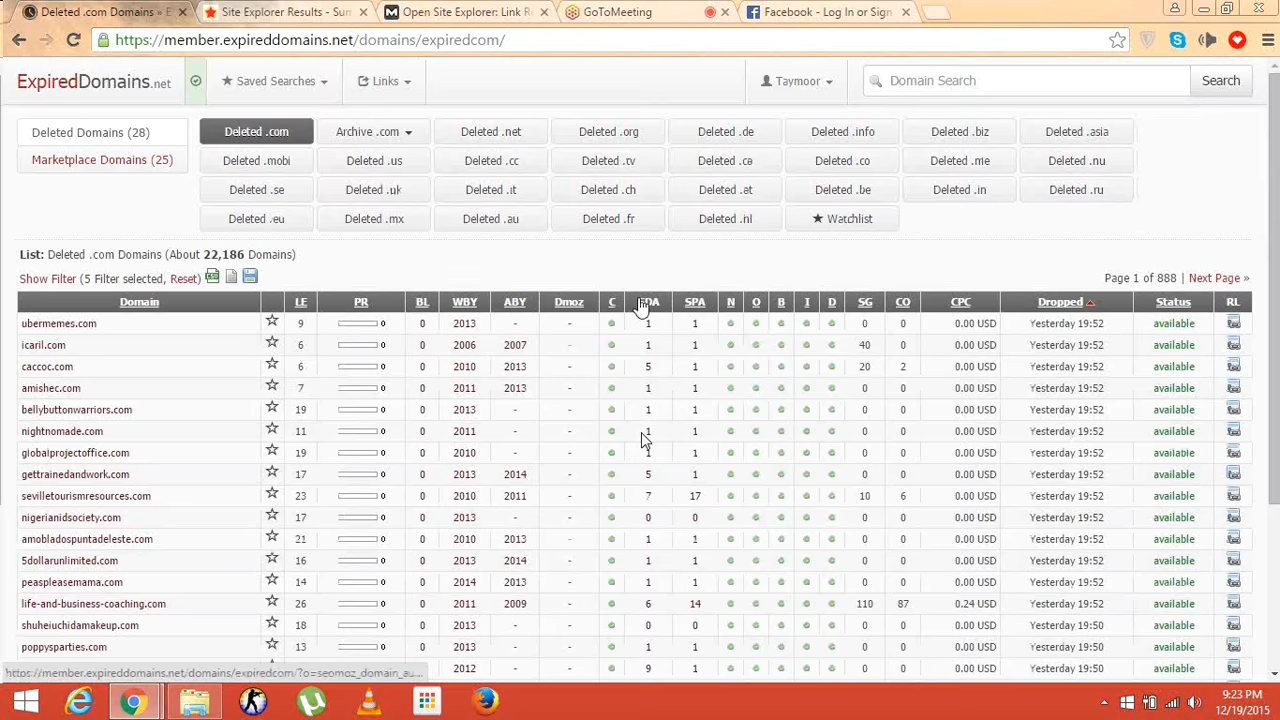 Deleted .com Domains » E
Site Explorer Results - Sum
Open Site Explorer: Link R
GoToMeeting
Facebook - Log In or Sign
https://member.expireddomains.net/domains/expiredcom/
ExpiredDomains.net
Saved Searches
Links
Taymoor
Domain Search
Search
Deleted Domains (28)
Deleted .com
Archive .com
Deleted .net
Deleted .org
Deleted .de
Deleted .info
Deleted .biz
Deleted .asia
Marketplace Domains (25)
Deleted .mobi
Deleted .us
Deleted .cc
Deleted .tv
Deleted .ca
Deleted .co
Deleted .me
Deleted .nu
Deleted .se
Deleted .uk
Deleted .it
Deleted .ch
Deleted .at
Deleted .be
Deleted .in
Deleted .ru
Deleted .eu
Deleted .mx
Deleted .au
Deleted .fr
Deleted .nl
Watchlist
List: Deleted .com Domains (About 22,186 Domains)
Show Filter (5 Filter selected, Reset)
Page 1 of 888 | Next Page »
Domain LE PR BL WBY ABY Dmoz C SPA N O B I D SG CO CPC Dropped Status RL
ubermemes.com 9 0 0 2013 - - 1 1 0 0 0.00 USD Yesterday 19:52 available
icaril.com 6 0 0 2006 2007 - 1 1 40 0 0.00 USD Yesterday 19:52 available
caccoc.com 6 0 0 2010 2013 - 5 1 20 2 0.00 USD Yesterday 19:52 available
amishec.com 7 0 0 2011 2013 - 1 1 0 0 0.00 USD Yesterday 19:52 available
bellybuttonwarriors.com 19 0 0 2013 - - 1 1 0 0 0.00 USD Yesterday 19:52 available
nightnomade.com 11 0 0 2011 - - 1 1 0 0 0.00 USD Yesterday 19:52 available
globalprojectoffice.com 19 0 0 2010 - - 1 1 0 0 0.00 USD Yesterday 19:52 available
gettrainedandwork.com 17 0 0 2013 2014 - 5 1 0 0 0.00 USD Yesterday 19:52 available
sevilletourismresources.com 23 0 0 2010 2011 - 7 17 10 6 0.00 USD Yesterday 19:52 available
nigerianidsociety.com 17 0 0 2013 - - 0 0 0 0 0.00 USD Yesterday 19:52 available
amobladospuntadeleste.com 21 0 0 2010 2013 - 1 1 0 0 0.00 USD Yesterday 19:52 available
5dollarunlimited.com 16 0 0 2013 2014 - 1 1 0 0 0.00 USD Yesterday 19:52 available
peaspleasemama.com 14 0 0 2014 2013 - 1 1 0 0 0.00 USD Yesterday 19:52 available
life-and-business-coaching.com 26 0 0 2011 2009 - 6 14 110 87 0.24 USD Yesterday 19:52 available
shuheiuchidamakeup.com 18 0 0 2013 - - 0 0 0 0 0.00 USD Yesterday 19:52 available
poppysparties.com 13 0 0 2013 - - 1 1 0 0 0.00 USD Yesterday 19:50 available
0 2012 - - 9 1 0 0 0.00 USD Yesterday 19:50 available
https://member.expireddomains.net/domains/expiredcom/?o=seomoz_domain_au...
9:23 PM
12/19/2015